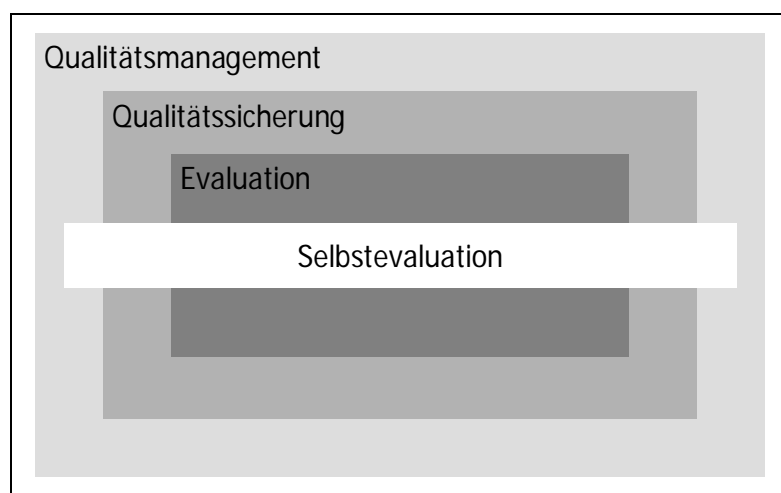 Qualitätsmanagement
Qualitätssicherung
Evaluation
Selbstevaluation